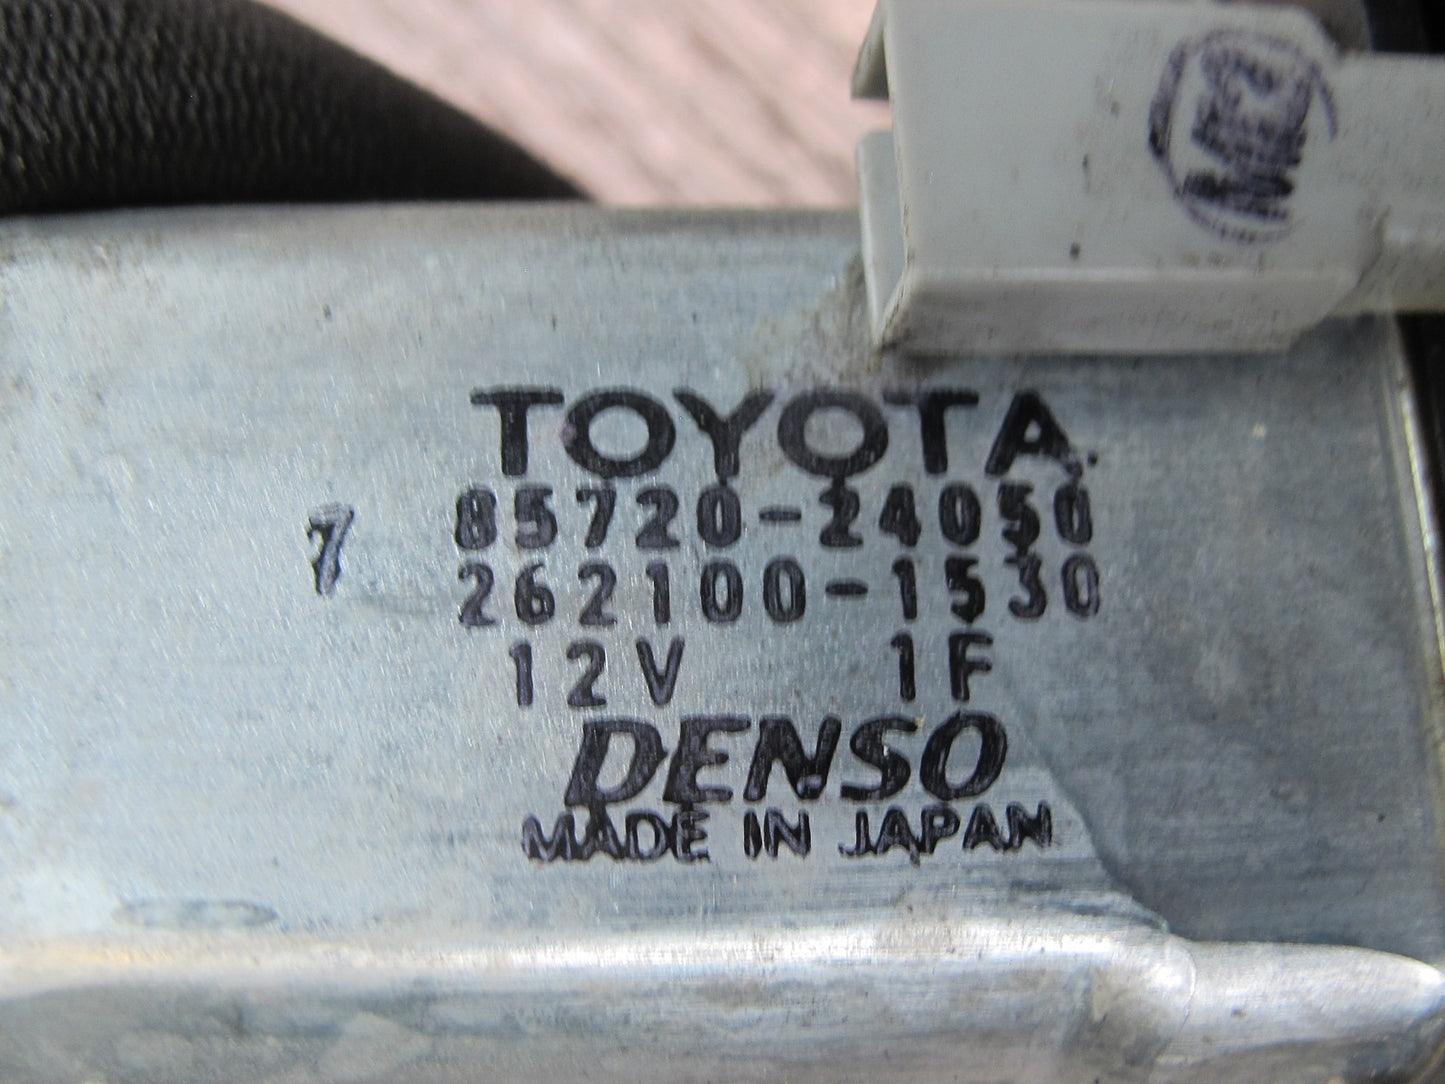 TOYOTA
85720-24050
7
262100-1530
12V 1F
DENSO
MADE IN JAPAN